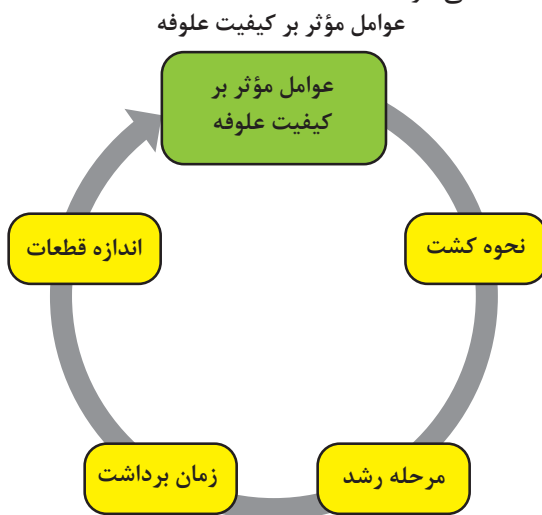 عوامل مؤثر بر کیفیت علوفه
عوامل مؤثر بر
کیفیت علوفه
نحوه کشت
مرحله رشد
زمان برداشت
اندازه قطعات